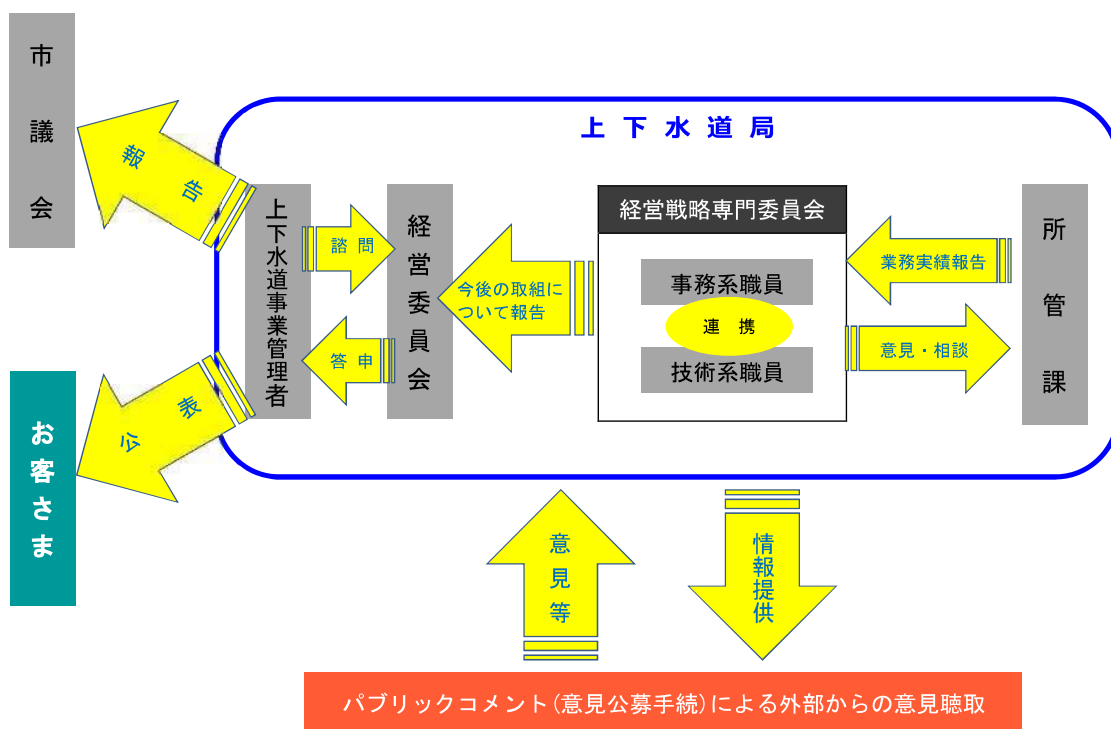 市議会
上下水道局
報告
上下水道事業管理者
諮問
答申
経営委員会
今後の取組に
ついて報告
経営戦略専門委員会
事務系職員
連携
技術系職員
業務実績報告
意見・相談
所管課
公表
お客さま
意見等
情報提供
パブリックコメント(意見公募手続)による外部からの意見聴取